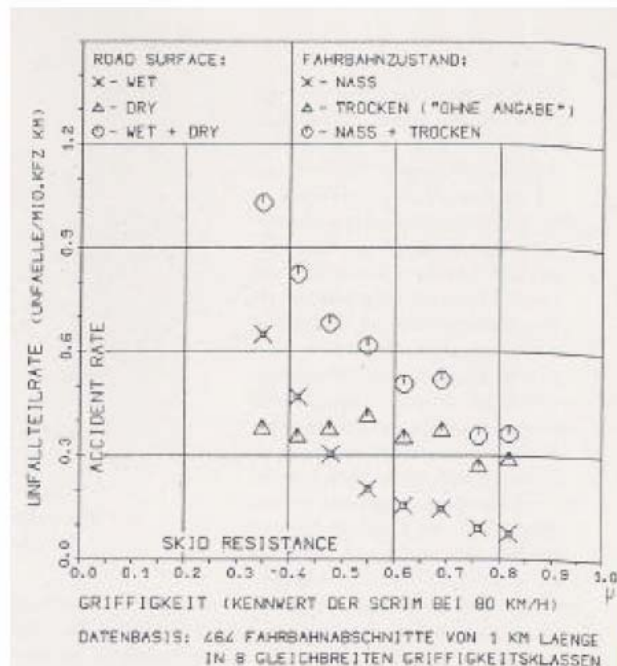 ROAD SURFACE:
FAHRBAHNZUSTAND:
- WET
- NASS
- DRY
- TROCKEN ("OHNE ANGABE")
- WET + DRY
- NASS + TROCKEN
UNFALLTEILRATE (UNFAELLE/MIO.KFZ KM)
ACCIDENT RATE
1.2
0.9
0.6
0.3
0.0
SKID RESISTANCE
0.0 0.1 0.2 0.3 0.4 0.5 0.6 0.7 0.8 0.9 1.0
μ
GRIFFIGKEIT (KENNWERT DER SCRIM BEI 80 KM/H)
DATENBASIS: 464 FAHRBAHNABSCHNITTE VON 1 KM LAENGE
IN 8 GLEICHBREITEN GRIFFIGKEITSKLASSEN